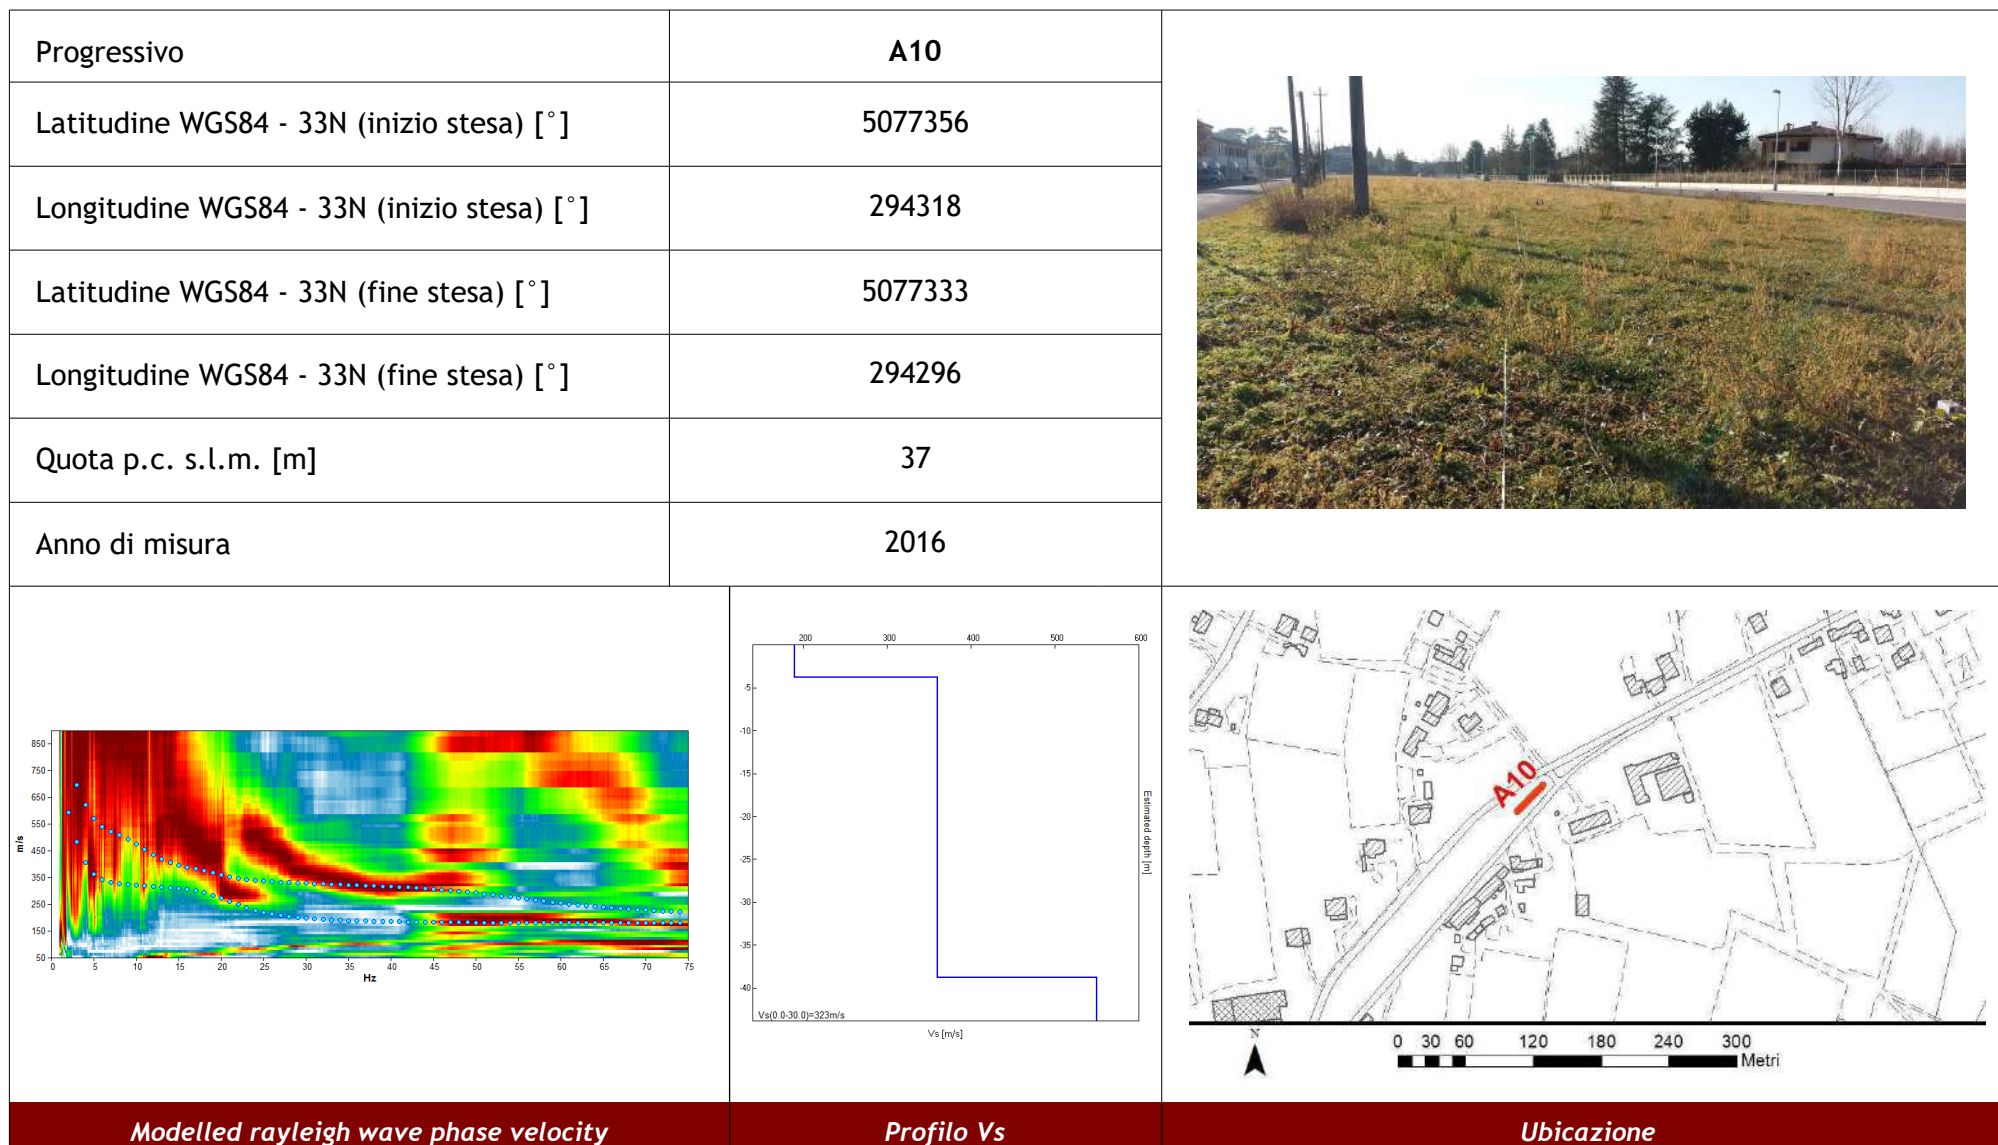 Progressivo A10
Latitudine WGS84 - 33N (inizio stesa) [°] 5077356
Longitudine WGS84 - 33N (inizio stesa) [°] 294318
Latitudine WGS84 - 33N (fine stesa) [°] 5077333
Longitudine WGS84 - 33N (fine stesa) [°] 294296
Quota p.c. s.l.m. [m] 37
Anno di misura 2016
850
750
650
550
450
350
250
150
50
m/s
0 5 10 15 20 25 30 35 40 45 50 55 60 65 70 75
Hz
200 300 400 500 600
-5
-10
-15
-20
-25
-30
-35
-40
Estimated depth [m]
Vs(0.0-30.0)=323m/s
Vs [m/s]
A10
N
0 30 60 120 180 240 300
Metri
Modelled rayleigh wave phase velocity
Profilo Vs
Ubicazione